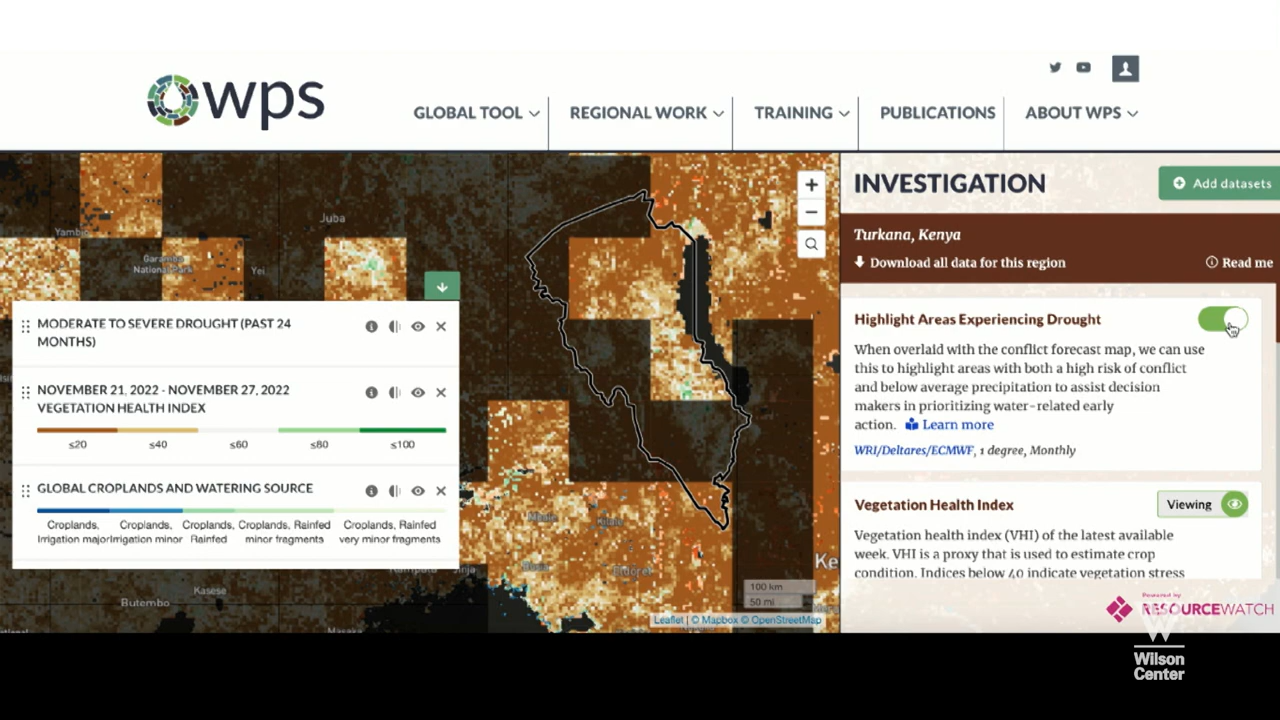 wps
GLOBAL TOOL
REGIONAL WORK
TRAINING
PUBLICATIONS
ABOUT WPS
INVESTIGATION
Add datasets
Turkana, Kenya
Download all data for this region
Read me
Highlight Areas Experiencing Drought
When overlaid with the conflict forecast map, we can use
this to highlight areas with both a high risk of conflict
and below average precipitation to assist decision
makers in prioritizing water-related early
action. Learn more
WRI/Deltares/ECMWF, 1 degree, Monthly
Vegetation Health Index
Viewing
Vegetation health index (VHI) of the latest available
week. VHI is a proxy that is used to estimate crop
condition. Indices below 40 indicate vegetation stress
Powered by
RESOURCEWATCH
Wilson
Center
Juba
Yambio
Garamba
National Park
Yei
MODERATE TO SEVERE DROUGHT (PAST 24
MONTHS)
NOVEMBER 21, 2022 - NOVEMBER 27, 2022
VEGETATION HEALTH INDEX
≤20
≤40
≤60
≤80
≤100
GLOBAL CROPLANDS AND WATERING SOURCE
Croplands, Irrigation major
Croplands, Irrigation minor
Croplands, Rainfed
Croplands, Rainfed minor fragments
Croplands, Rainfed very minor fragments
Mbale
Kitale
Busia
Eldoret
Ke
Kampala
Jinja
Kasese
Butembo
Masaka
100 km
50 mi
Leaflet | © Mapbox © OpenStreetMap